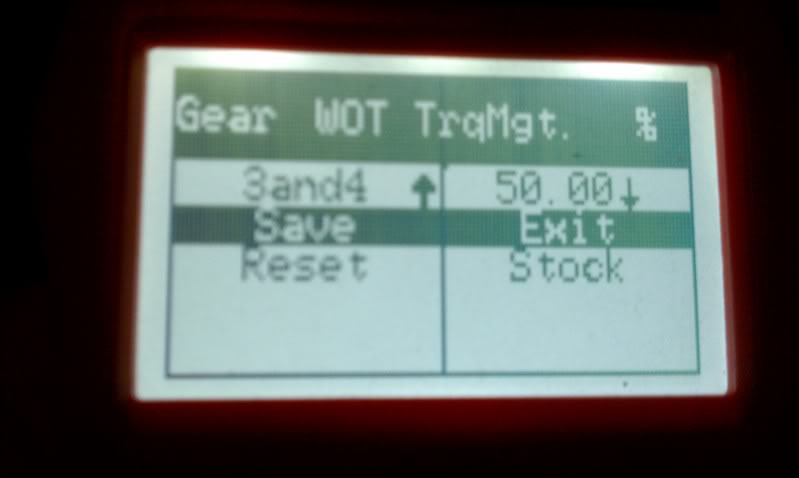 Gear WOT TrqMgt. %
3and4 ↑ 50.00↓
Save Exit
Reset Stock